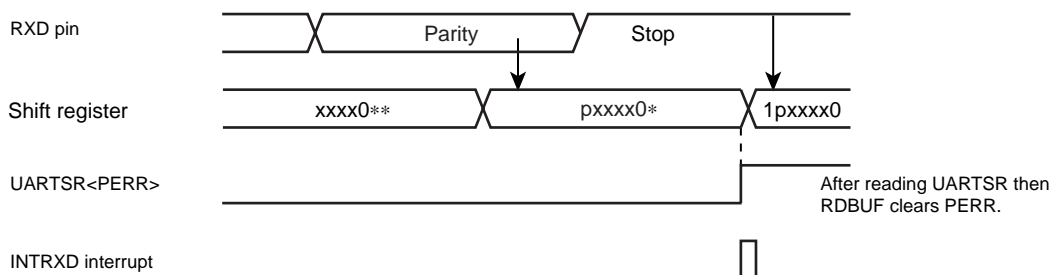 RXD pin
Parity
Stop
Shift register
xxxx0**
pxxxx0*
1pxxxx0
UARTSR<PERR>
After reading UARTSR then
RDBUF clears PERR.
INTRXD interrupt